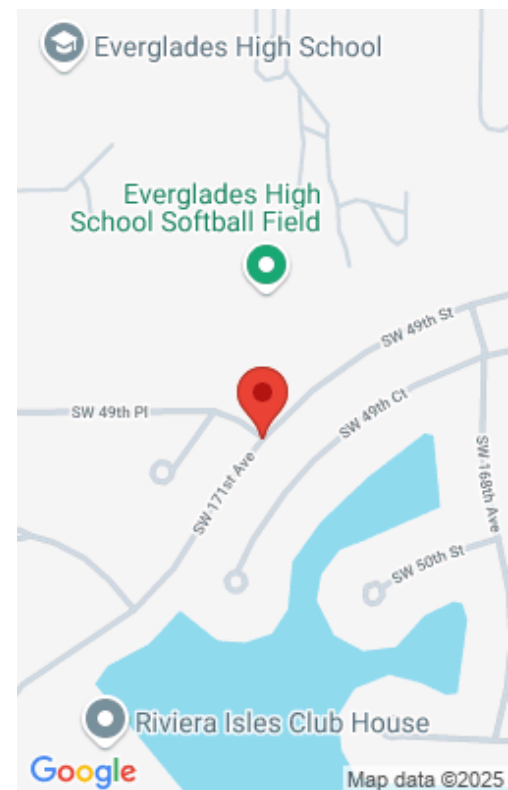 Everglades High School
Everglades High
School Softball Field
SW 49th St
SW 49th Pl
SW 49th Ct
SW 171st Ave
SW 168th Ave
SW 50th St
Riviera Isles Club House
Google
Map data ©2025